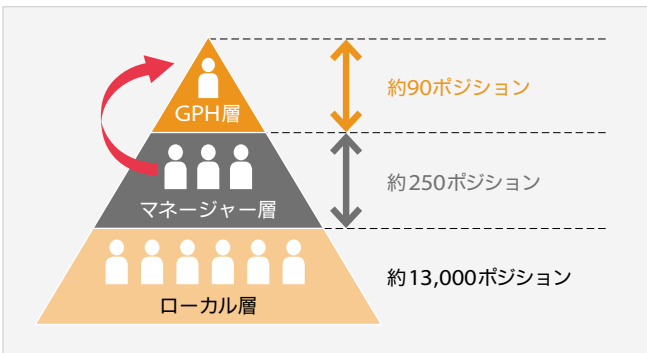 GPH層
約90ポジション
マネージャー層
約250ポジション
ローカル層
約13,000ポジション